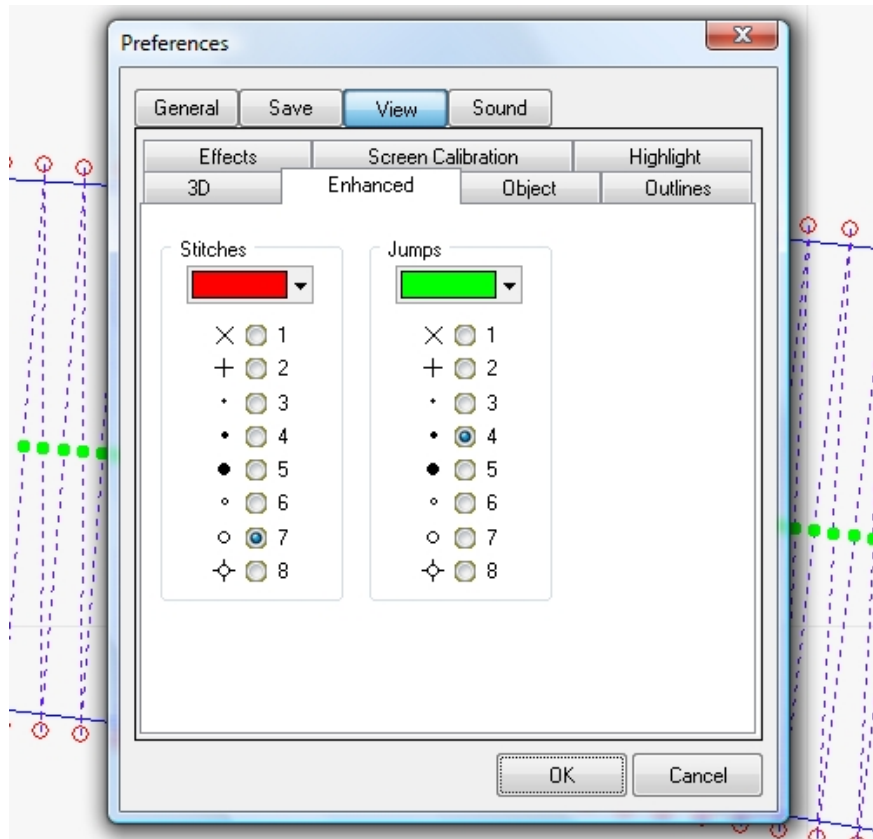 Preferences
General Save View Sound
Effects Screen Calibration Highlight
3D Enhanced Object Outlines
Stitches Jumps
1 1
2 2
3 3
4 4
5 5
6 6
7 7
8 8
OK Cancel